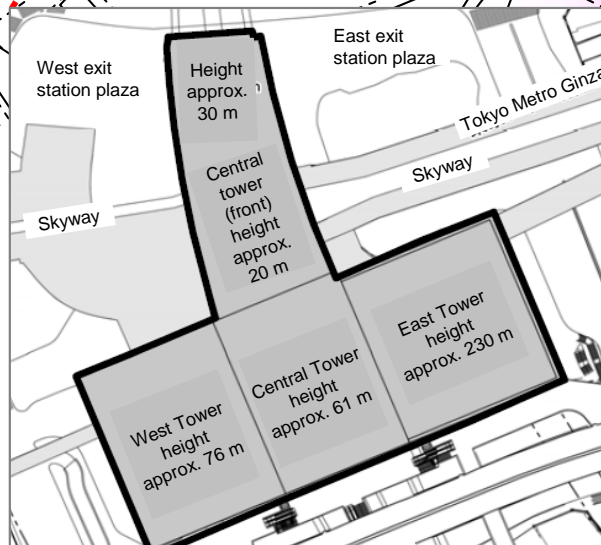 East exit
station plaza
West exit
station plaza
Height
approx.
30 m
Tokyo Metro Ginza
Skyway
Central
tower
(front)
height
approx.
20 m
Skyway
East Tower
height
approx. 230 m
Central Tower
height
approx. 61 m
West Tower
height
approx. 76 m